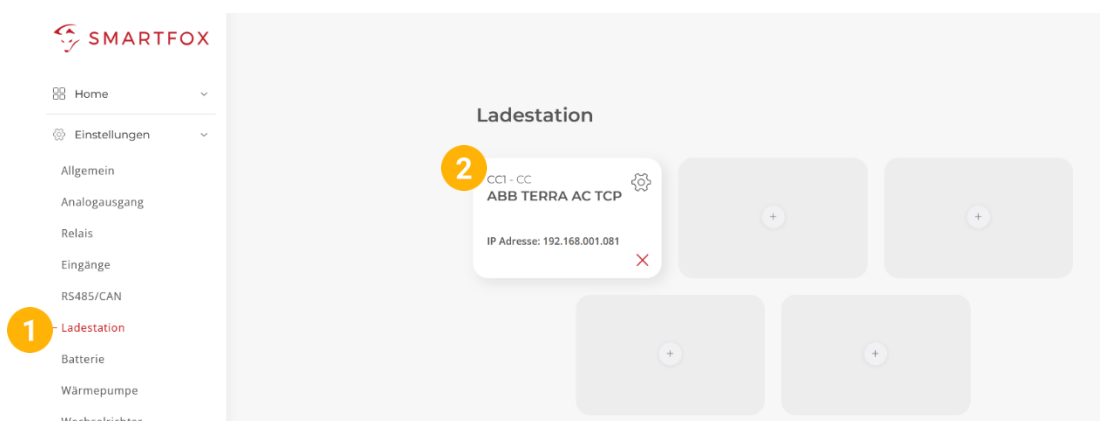 SMARTFOX
Home
Einstellungen
Allgemein
Analogausgang
Relais
Eingänge
RS485/CAN
1
Ladestation
Batterie
Wärmepumpe
Wechselrichter
Ladestation
2
CC1 - CC
ABB TERRA AC TCP
IP Adresse: 192.168.001.081